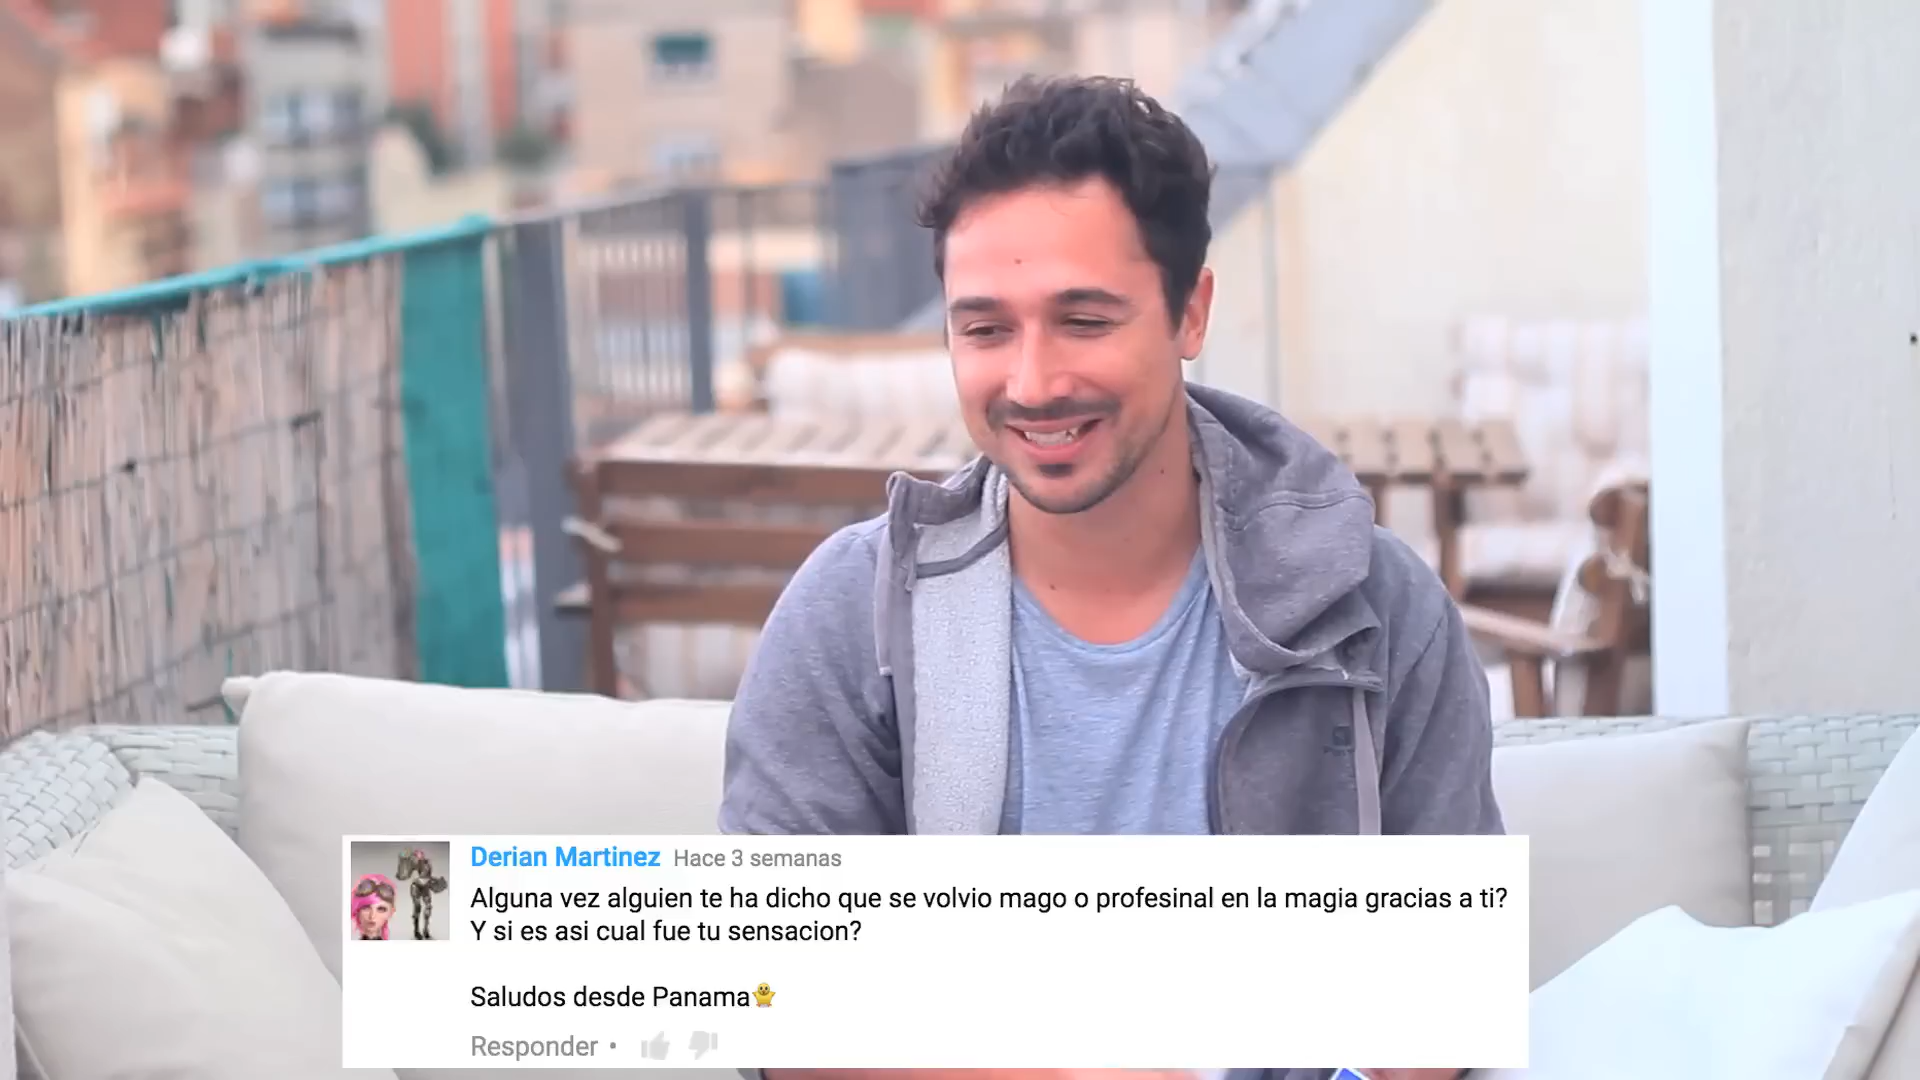 Derian Martinez Hace 3 semanas
Alguna vez alguien te ha dicho que se volvio mago o profesinal en la magia gracias a ti?
Y si es asi cual fue tu sensacion?
Saludos desde Panama🐥
Responder •